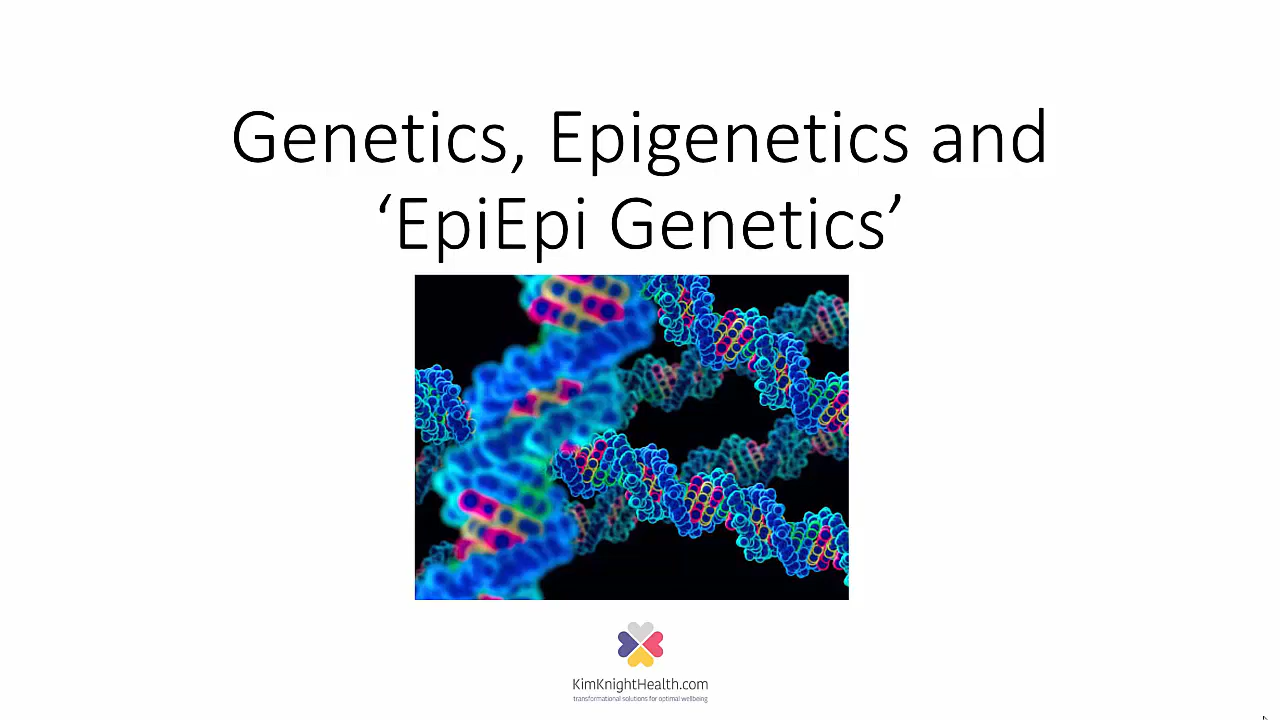 Genetics, Epigenetics and
‘EpiEpi Genetics’
KimKnightHealth.com
transformational solutions for optimal wellbeing